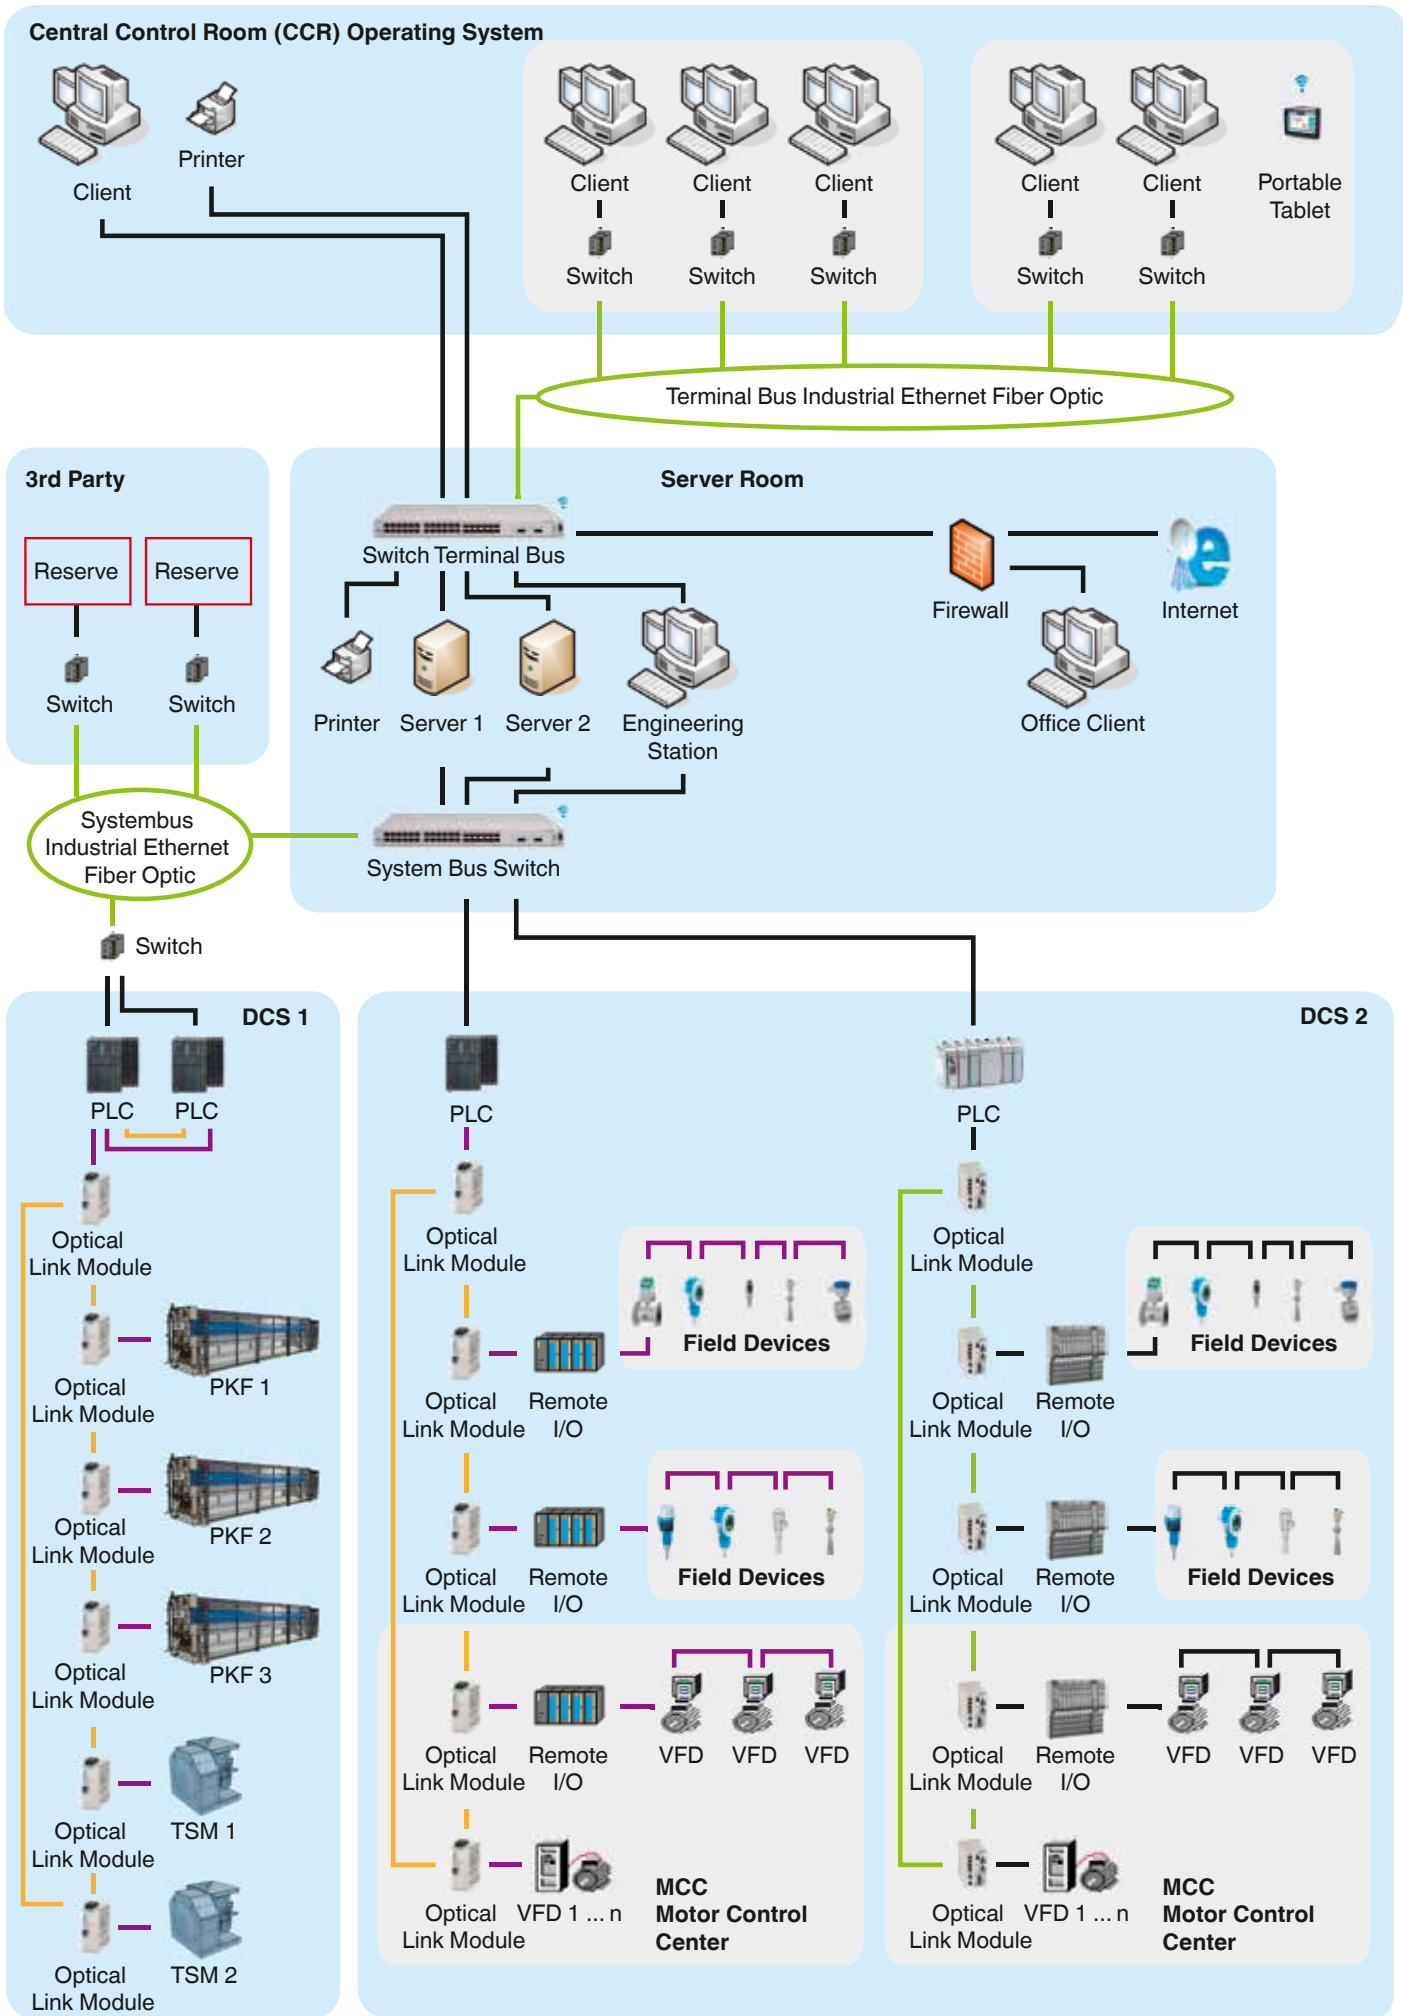 Central Control Room (CCR) Operating System
Client
Printer
Client
Client
Client
Client
Client
Portable
Tablet
Switch
Switch
Switch
Switch
Switch
Terminal Bus Industrial Ethernet Fiber Optic
3rd Party
Reserve
Reserve
Switch
Switch
Systembus
Industrial Ethernet
Fiber Optic
Switch
Server Room
Switch Terminal Bus
Firewall
Internet
Printer
Server 1
Server 2
Engineering
Station
Office Client
System Bus Switch
DCS 1
PLC
PLC
Optical
Link Module
Optical
Link Module
PKF 1
Optical
Link Module
PKF 2
Optical
Link Module
PKF 3
Optical
Link Module
TSM 1
Optical
Link Module
TSM 2
DCS 2
PLC
Optical
Link Module
Field Devices
Optical
Link Module
Remote
I/O
Field Devices
Optical
Link Module
Remote
I/O
Optical
Link Module
Remote
I/O
VFD
VFD
VFD
Optical
Link Module
VFD 1 ... n
MCC
Motor Control
Center
PLC
Optical
Link Module
Field Devices
Optical
Link Module
Remote
I/O
Field Devices
Optical
Link Module
Remote
I/O
Optical
Link Module
Remote
I/O
VFD
VFD
VFD
Optical
Link Module
VFD 1 ... n
MCC
Motor Control
Center